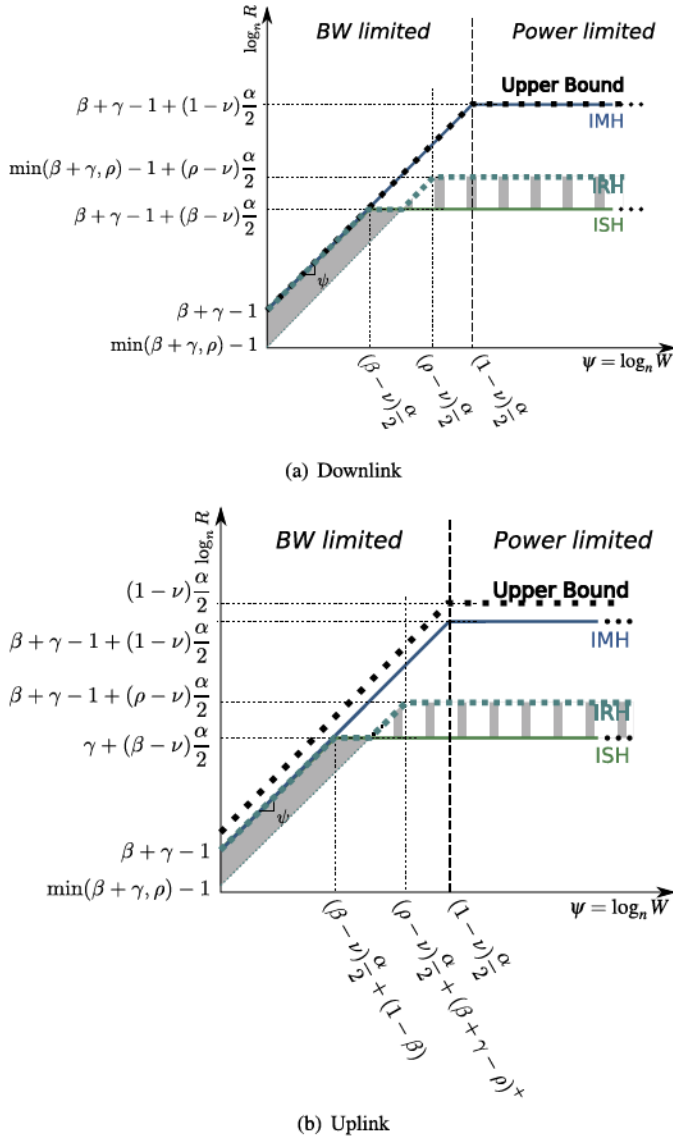 log_n R
BW limited
Power limited
Upper Bound
β + γ − 1 + (1 − ν) α/2
IMH
min(β + γ, ρ) − 1 + (ρ − ν) α/2
IRH
β + γ − 1 + (β − ν) α/2
ISH
ψ
β + γ − 1
min(β + γ, ρ) − 1
ψ = log_n W
(β − ν) α/2
(ρ − ν) α/2
(1 − ν) α/2
(a) Downlink
log_n R
BW limited
Power limited
(1 − ν) α/2
Upper Bound
β + γ − 1 + (1 − ν) α/2
IMH
β + γ − 1 + (ρ − ν) α/2
IRH
γ + (β − ν) α/2
ISH
ψ
β + γ − 1
min(β + γ, ρ) − 1
ψ = log_n W
(β − ν) α/2 + (1 − β)
(ρ − ν) α/2 + (β + γ − ρ)⁺
(1 − ν) α/2
(b) Uplink